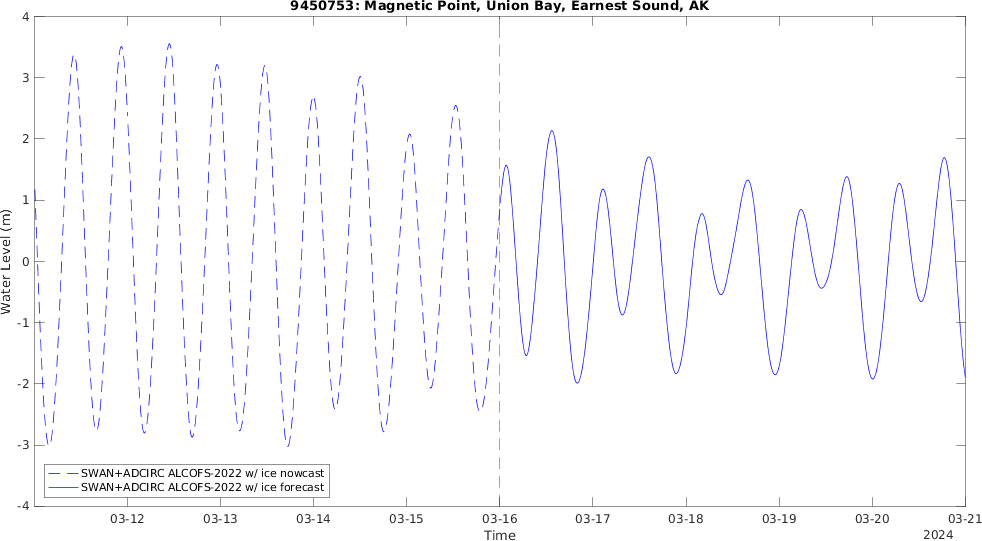 9450753: Magnetic Point, Union Bay, Earnest Sound, AK
4
3
2
1
0
-1
-2
-3
-4
Water Level (m)
SWAN+ADCIRC ALCOFS-2022 w/ ice nowcast
SWAN+ADCIRC ALCOFS-2022 w/ ice forecast
03-12 03-13 03-14 03-15 03-16 03-17 03-18 03-19 03-20 03-21
Time
2024